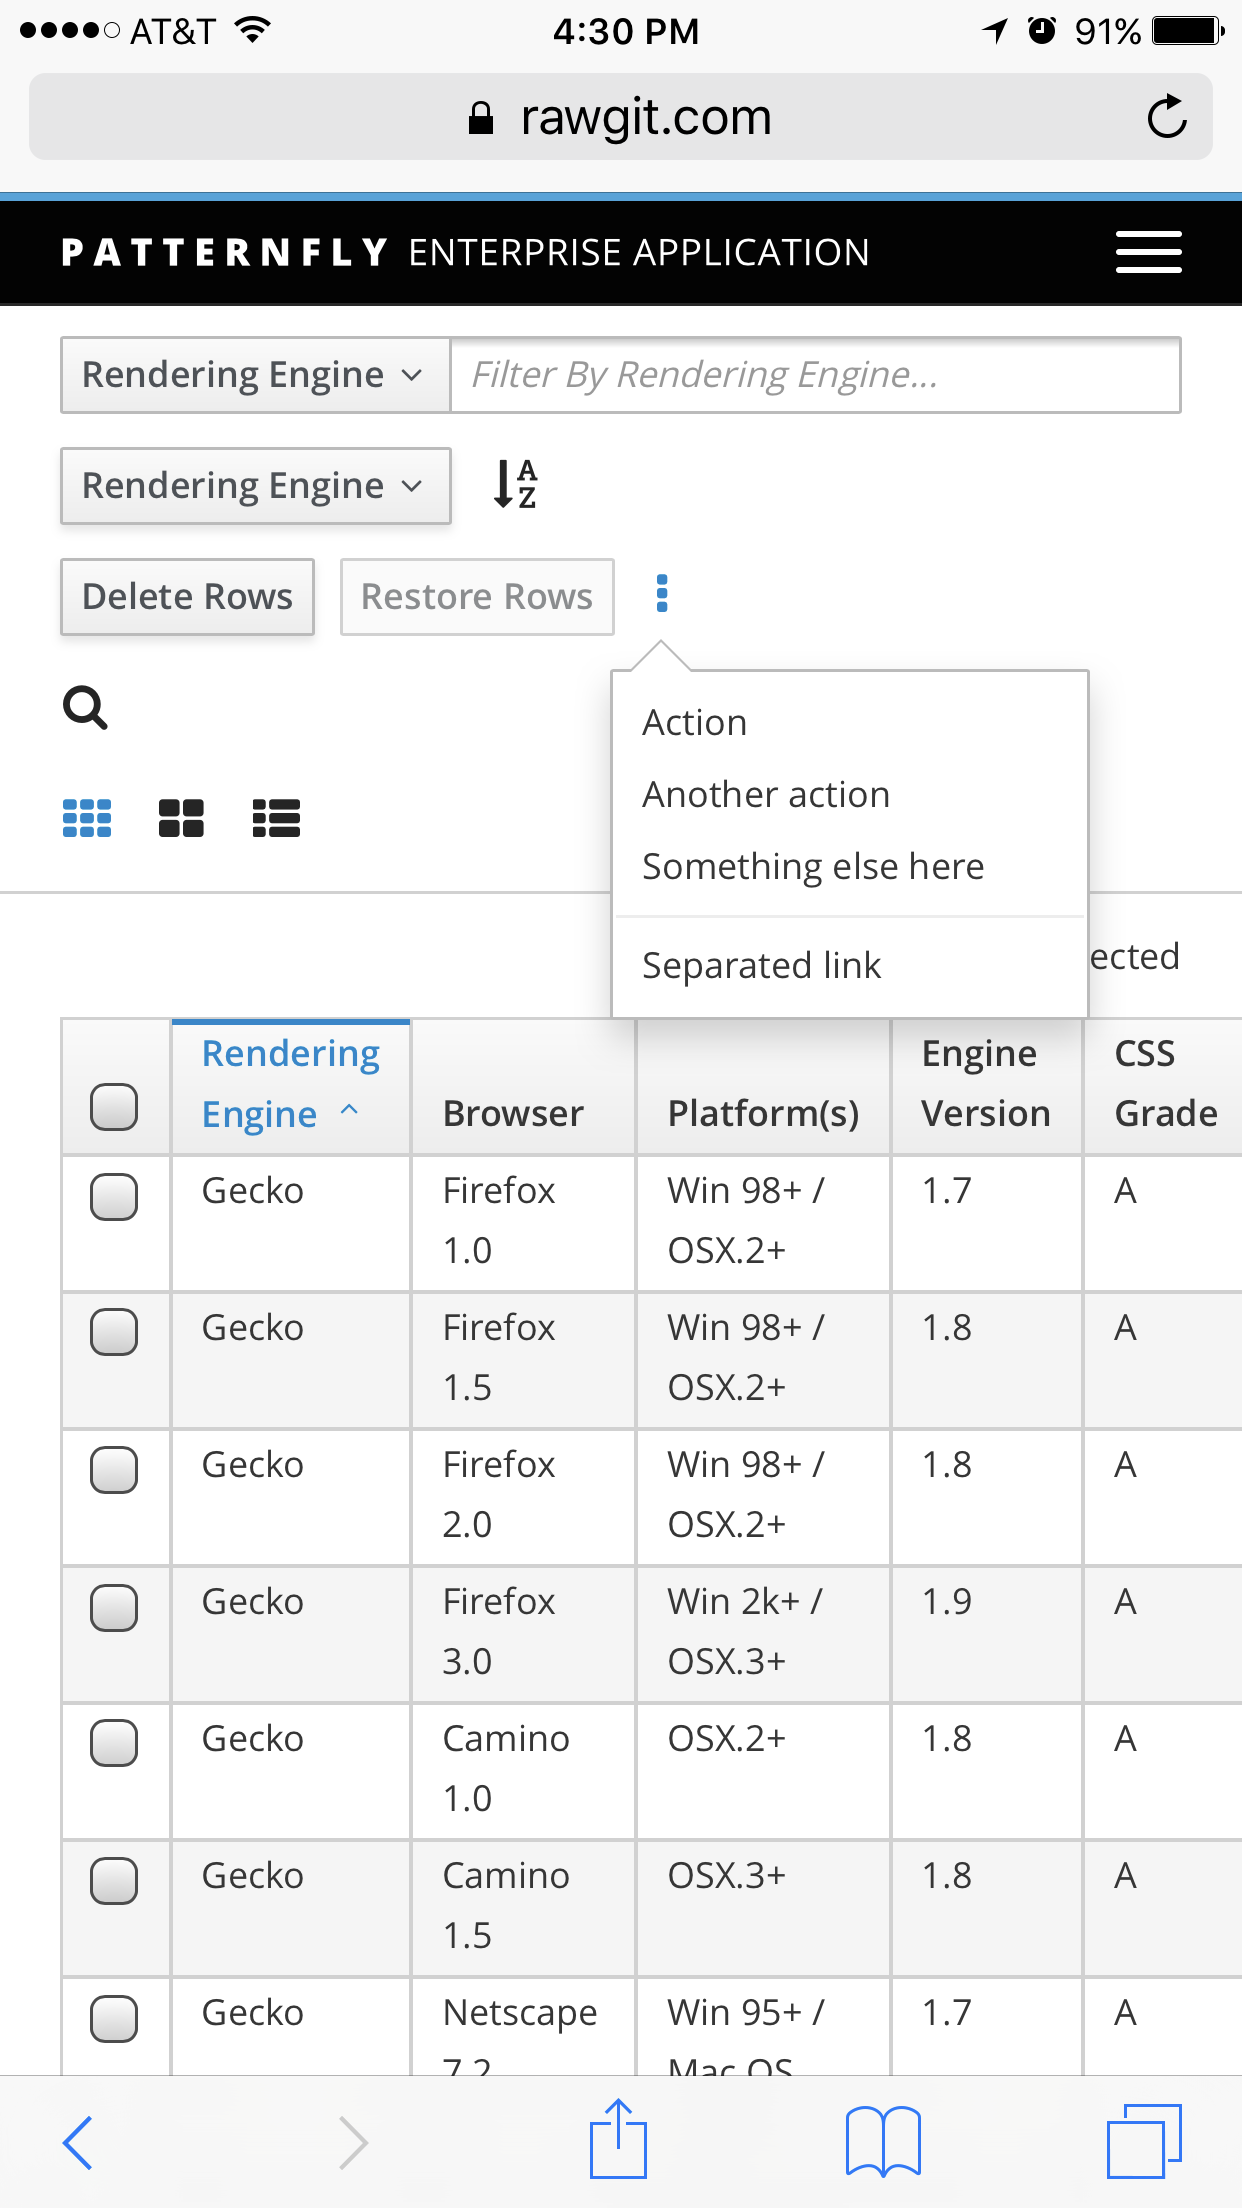 AT&T 4:30 PM 91%
rawgit.com
PATTERNFLY ENTERPRISE APPLICATION
Rendering Engine Filter By Rendering Engine...
Rendering Engine A Z
Delete Rows Restore Rows
Action
Another action
Something else here
Separated link
ected
Rendering Engine Browser Platform(s) Engine Version CSS Grade
Gecko Firefox 1.0 Win 98+ / OSX.2+ 1.7 A
Gecko Firefox 1.5 Win 98+ / OSX.2+ 1.8 A
Gecko Firefox 2.0 Win 98+ / OSX.2+ 1.8 A
Gecko Firefox 3.0 Win 2k+ / OSX.3+ 1.9 A
Gecko Camino 1.0 OSX.2+ 1.8 A
Gecko Camino 1.5 OSX.3+ 1.8 A
Gecko Netscape 7.2 Win 95+ / Mac OS 1.7 A